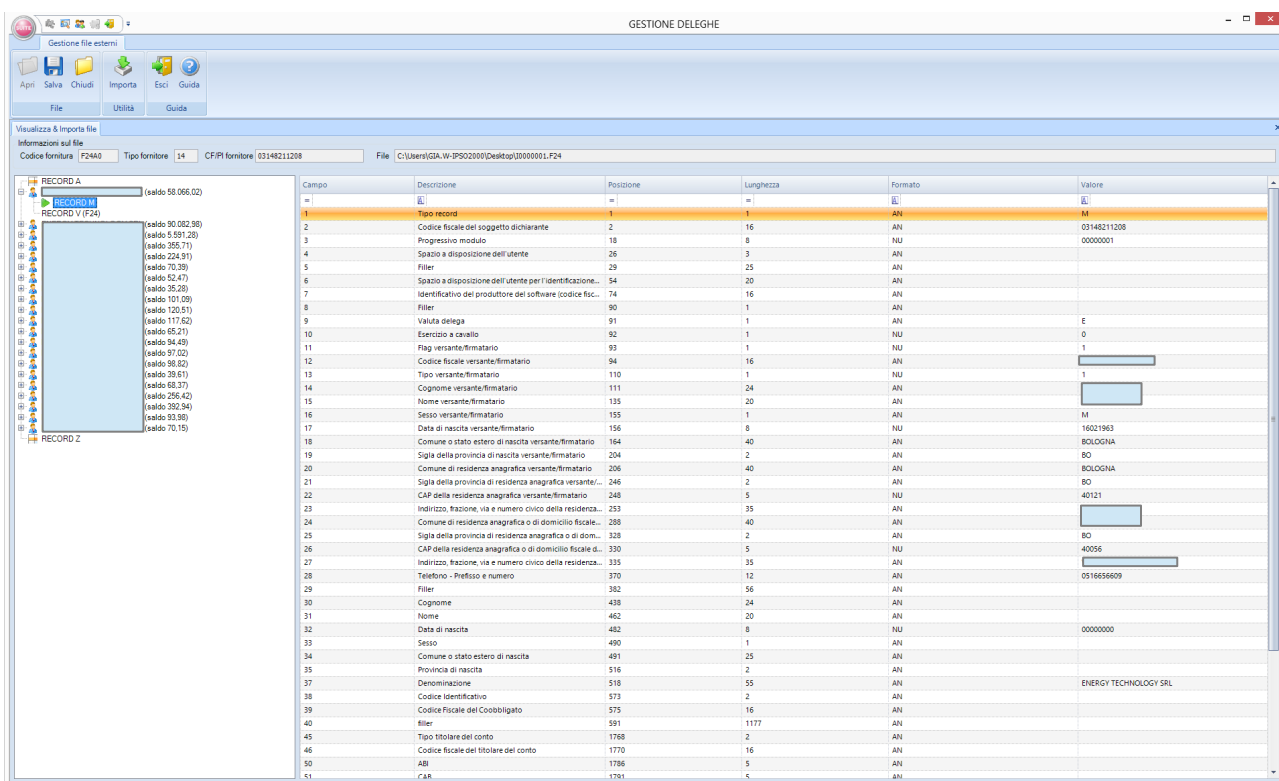 GESTIONE DELEGHE
Gestione file esterni
Apri Salva Chiudi Importa Esci Guida
File Utilità Guida
Visualizza & Importa file
Informazioni sul file
Codice fornitura F24A0 Tipo fornitore 14 CF/PI fornitore 03148211208 File C:\Users\GIA.W-IPSO2000\Desktop\I0000001.F24
RECORD A
(saldo 58.066,02)
RECORD M
RECORD V (F24)
(saldo 90.082,98)
(saldo 5.591,28)
(saldo 355,71)
(saldo 224,91)
(saldo 70,39)
(saldo 52,47)
(saldo 35,28)
(saldo 101,09)
(saldo 120,51)
(saldo 117,62)
(saldo 65,21)
(saldo 94,49)
(saldo 97,02)
(saldo 98,82)
(saldo 39,61)
(saldo 68,37)
(saldo 256,42)
(saldo 392,94)
(saldo 93,98)
(saldo 70,15)
RECORD Z
Campo Descrizione Posizione Lunghezza Formato Valore
1 Tipo record 1 1 AN M
2 Codice fiscale del soggetto dichiarante 2 16 AN 03148211208
3 Progressivo modulo 18 8 NU 00000001
4 Spazio a disposizione dell'utente 26 3 AN
5 Filler 29 25 AN
6 Spazio a disposizione dell'utente per l'identificazione... 54 20 AN
7 Identificativo del produttore del software (codice fisc... 74 16 AN
8 Filler 90 1 AN
9 Valuta delega 91 1 AN E
10 Esercizio a cavallo 92 1 NU 0
11 Flag versante/firmatario 93 1 NU 1
12 Codice fiscale versante/firmatario 94 16 AN
13 Tipo versante/firmatario 110 1 NU 1
14 Cognome versante/firmatario 111 24 AN
15 Nome versante/firmatario 135 20 AN
16 Sesso versante/firmatario 155 1 AN M
17 Data di nascita versante/firmatario 156 8 NU 16021963
18 Comune o stato estero di nascita versante/firmatario 164 40 AN BOLOGNA
19 Sigla della provincia di nascita versante/firmatario 204 2 AN BO
20 Comune di residenza anagrafica versante/firmatario 206 40 AN BOLOGNA
21 Sigla della provincia di residenza anagrafica versante/... 246 2 AN BO
22 CAP della residenza anagrafica versante/firmatario 248 5 NU 40121
23 Indirizzo, frazione, via e numero civico della residenza... 253 35 AN
24 Comune di residenza anagrafica o di domicilio fiscale... 288 40 AN
25 Sigla della provincia di residenza anagrafica o di dom... 328 2 AN BO
26 CAP della residenza anagrafica o di domicilio fiscale d... 330 5 NU 40056
27 Indirizzo, frazione, via e numero civico della residenza... 335 35 AN
28 Telefono - Prefisso e numero 370 12 AN 0516656609
29 Filler 382 56 AN
30 Cognome 438 24 AN
31 Nome 462 20 AN
32 Data di nascita 482 8 NU 00000000
33 Sesso 490 1 AN
34 Comune o stato estero di nascita 491 25 AN
35 Provincia di nascita 516 2 AN
37 Denominazione 518 55 AN ENERGY TECHNOLOGY SRL
38 Codice Identificativo 573 2 AN
39 Codice Fiscale del Coobbligato 575 16 AN
40 filler 591 1177 AN
45 Tipo titolare del conto 1768 2 AN
46 Codice fiscale del titolare del conto 1770 16 AN
50 ABI 1786 5 AN
51 CAB 1791 5 AN